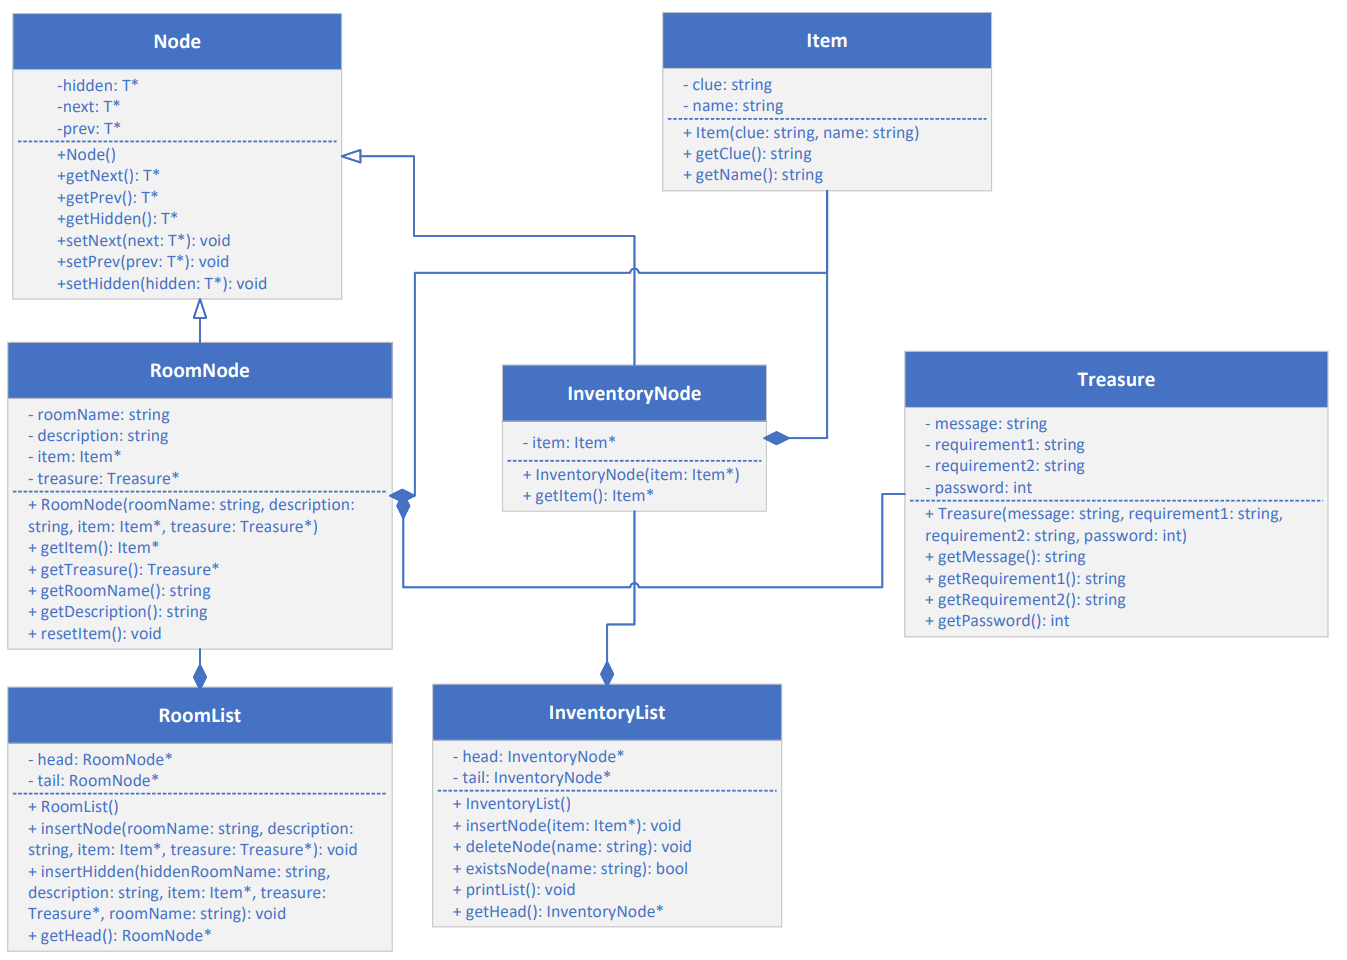 Node
-hidden: T*
-next: T*
-prev: T*
+Node()
+getNext(): T*
+getPrev(): T*
+getHidden(): T*
+setNext(next: T*): void
+setPrev(prev: T*): void
+setHidden(hidden: T*): void
Item
- clue: string
- name: string
+ Item(clue: string, name: string)
+ getClue(): string
+ getName(): string
RoomNode
- roomName: string
- description: string
- item: Item*
- treasure: Treasure*
+ RoomNode(roomName: string, description:
string, item: Item*, treasure: Treasure*)
+ getItem(): Item*
+ getTreasure(): Treasure*
+ getRoomName(): string
+ getDescription(): string
+ resetItem(): void
InventoryNode
- item: Item*
+ InventoryNode(item: Item*)
+ getItem(): Item*
Treasure
- message: string
- requirement1: string
- requirement2: string
- password: int
+ Treasure(message: string, requirement1: string,
requirement2: string, password: int)
+ getMessage(): string
+ getRequirement1(): string
+ getRequirement2(): string
+ getPassword(): int
RoomList
- head: RoomNode*
- tail: RoomNode*
+ RoomList()
+ insertNode(roomName: string, description:
string, item: Item*, treasure: Treasure*): void
+ insertHidden(hiddenRoomName: string,
description: string, item: Item*, treasure:
Treasure*, roomName: string): void
+ getHead(): RoomNode*
InventoryList
- head: InventoryNode*
- tail: InventoryNode*
+ InventoryList()
+ insertNode(item: Item*): void
+ deleteNode(name: string): void
+ existsNode(name: string): bool
+ printList(): void
+ getHead(): InventoryNode*